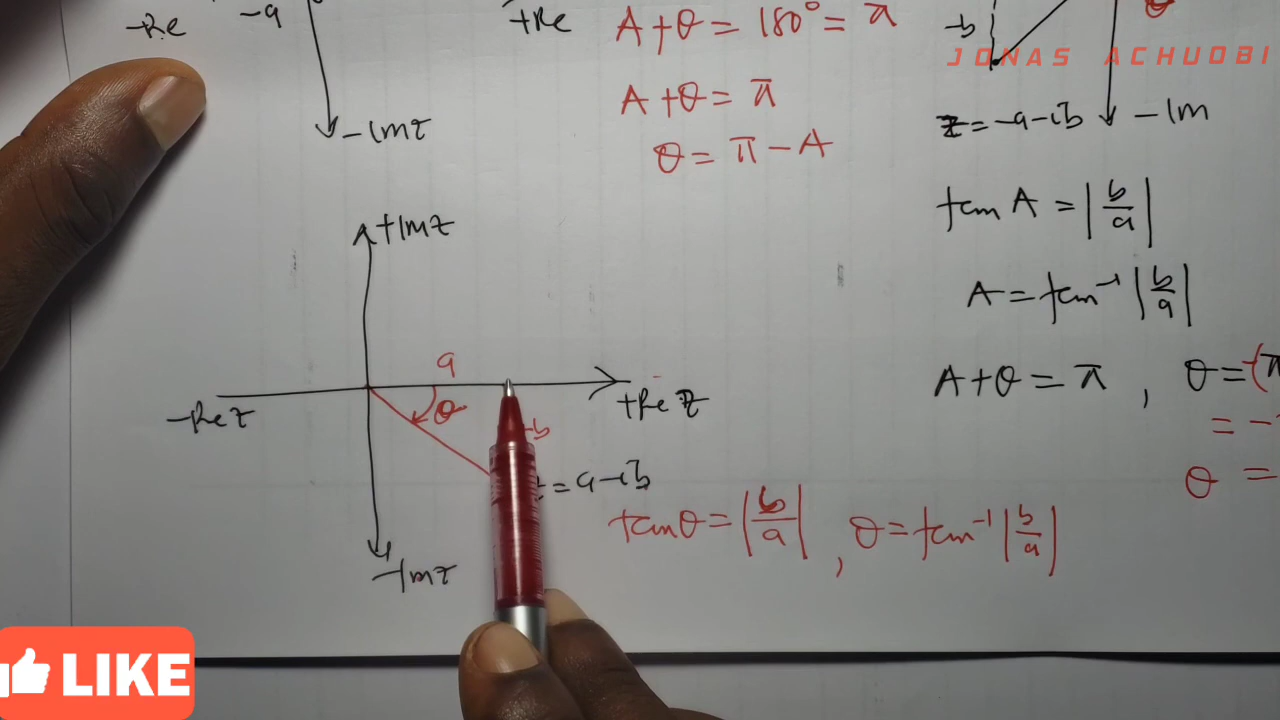 -Re -a +Re
-Imz
A+θ = 180° = π
A+θ = π
θ = π - A
-b θ
JONAS ACHUOBI
z = -a-ib -Im
tan A = |b/a|
A = tan⁻¹ |b/a|
A+θ = π , θ = -(π
= -
θ =
+Imz
a
-Rez θ +Re z
-b
z = a-ib
-Imz
tanθ = |b/a| , θ = tan⁻¹ |b/a|
LIKE